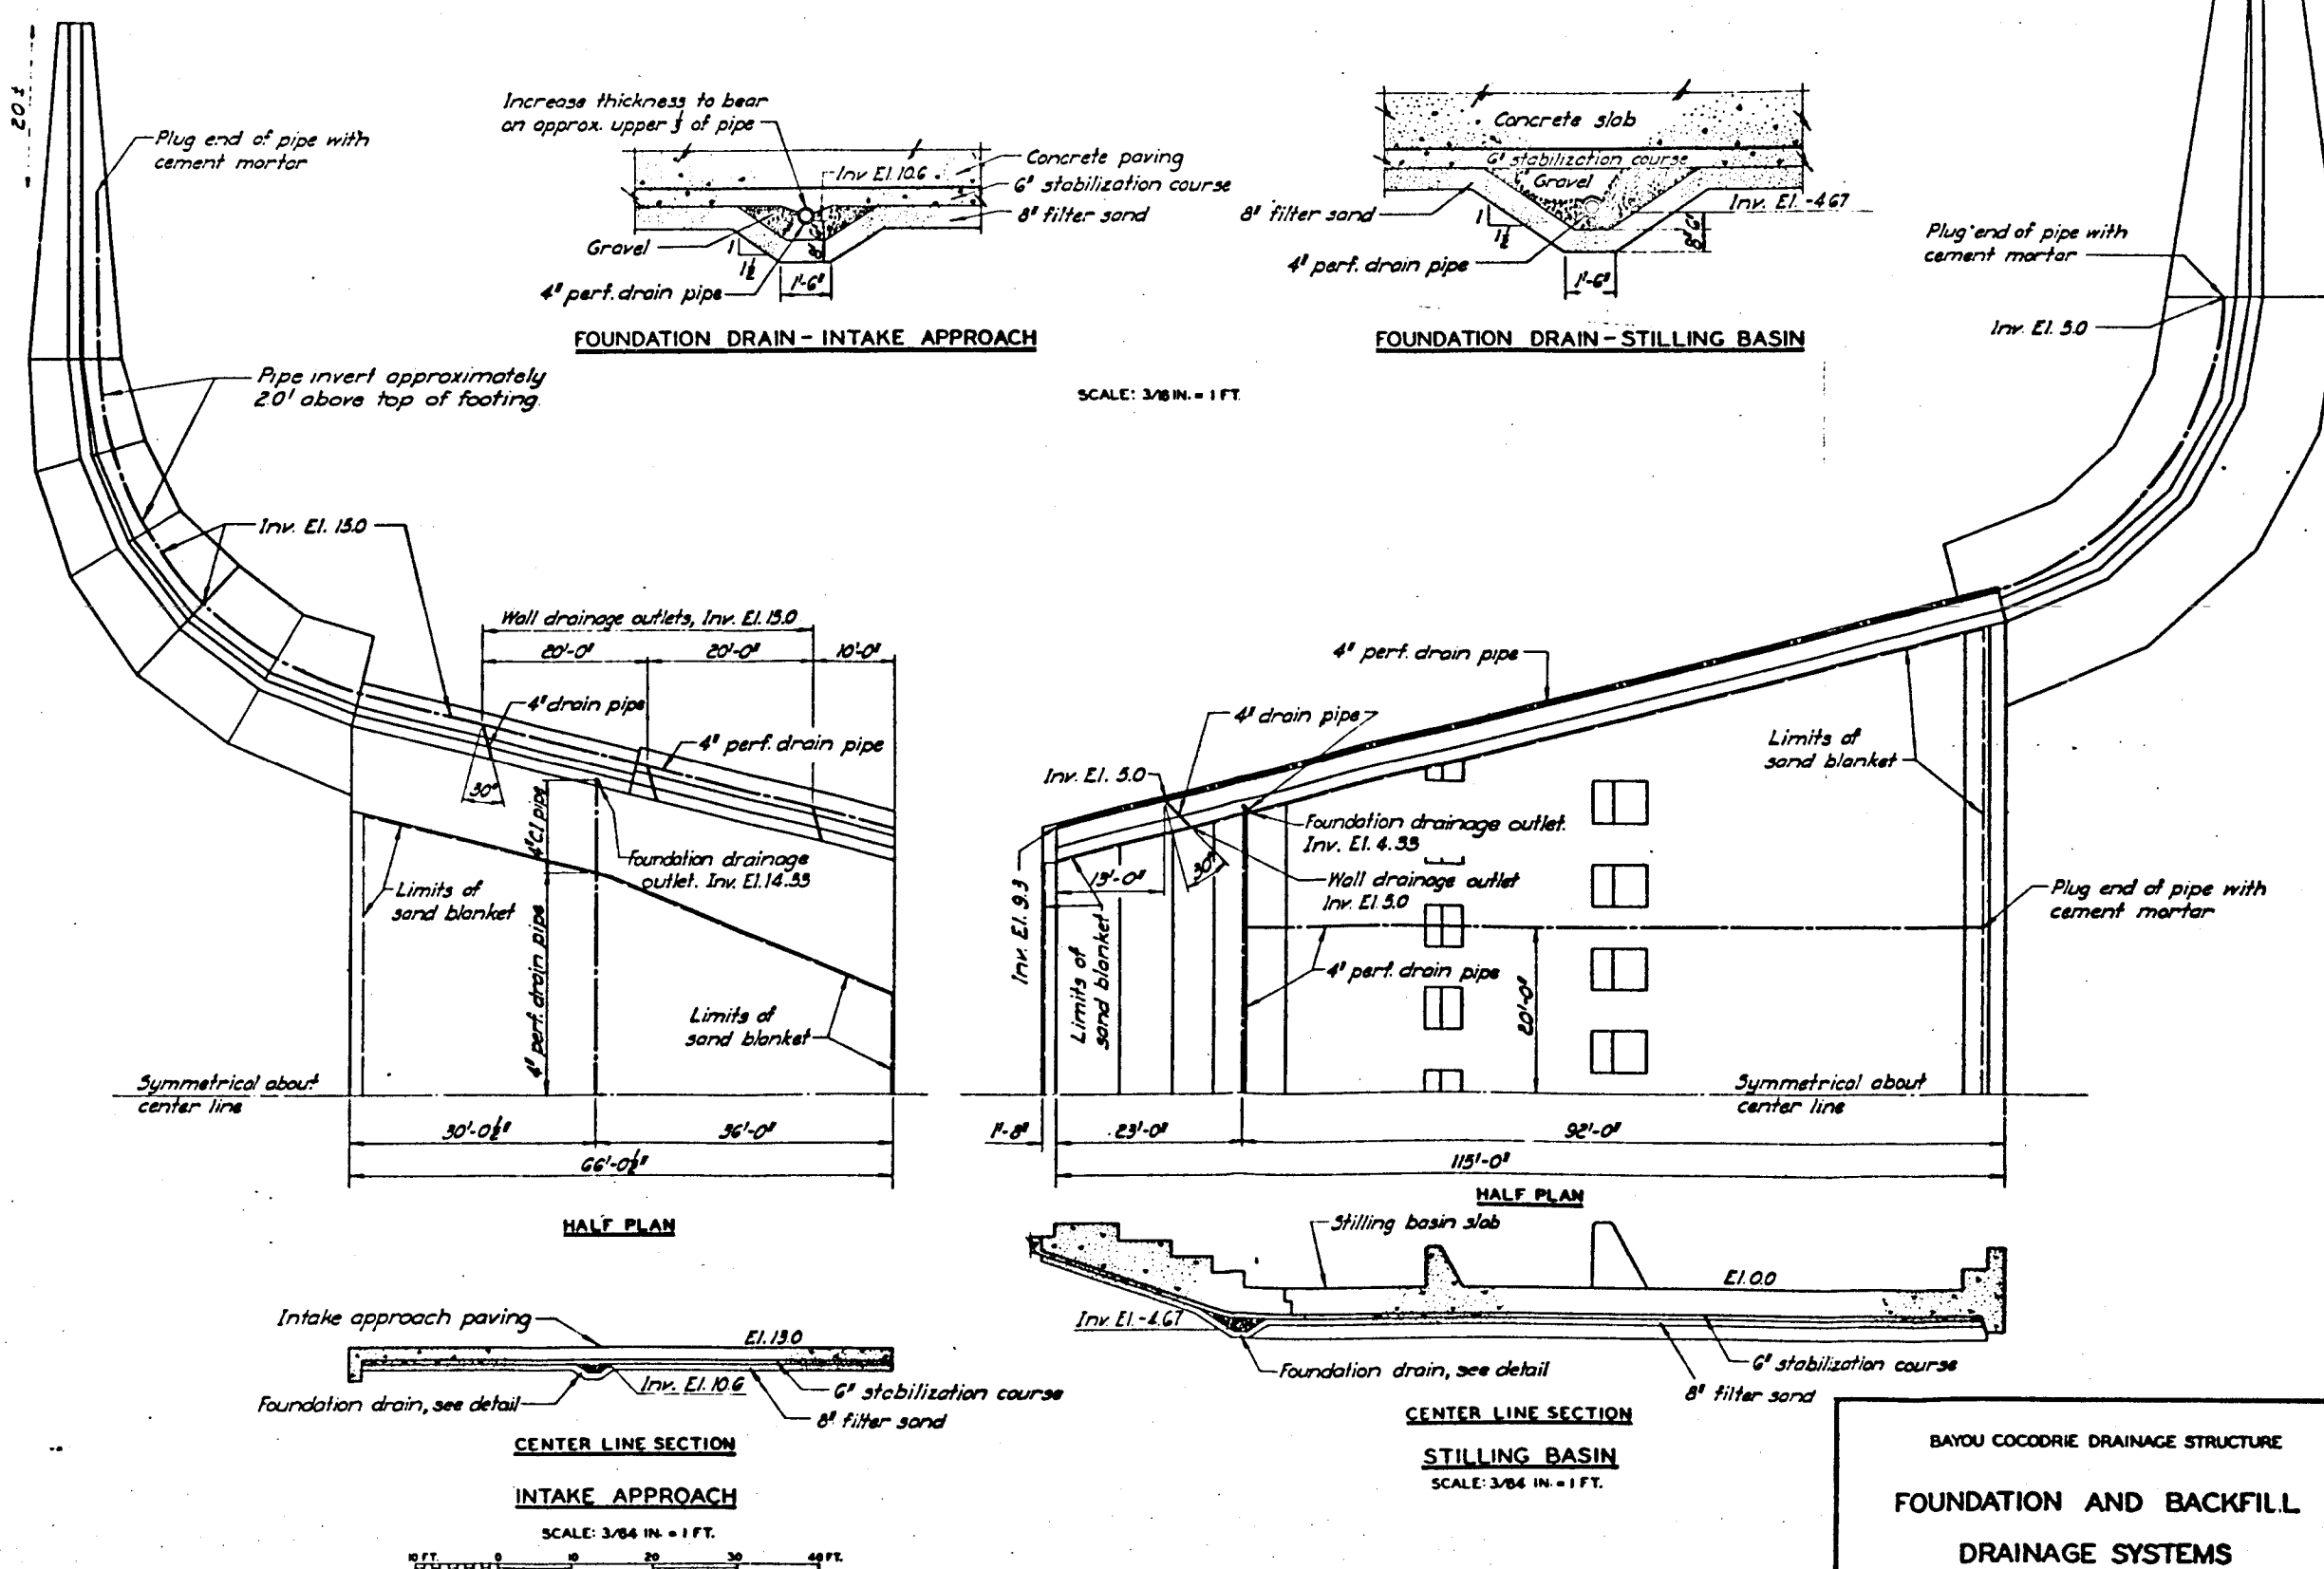 20±
Plug end of pipe with
cement mortar
Increase thickness to bear
on approx. upper ⅓ of pipe
Inv El. 10.6
Concrete paving
6" stabilization course
8" filter sand
Gravel
1
1½
8"
1'-6"
4" perf. drain pipe
FOUNDATION DRAIN - INTAKE APPROACH
Concrete slab
6" stabilization course
Gravel
8" filter sand
Inv. El. -4.67
1
1½
8"
6"
4" perf. drain pipe
1'-6"
FOUNDATION DRAIN - STILLING BASIN
SCALE: 3/16 IN. = 1 FT.
Plug end of pipe with
cement mortar
Inv. El. 5.0
Pipe invert approximately
2.0' above top of footing.
Inv. El. 15.0
Wall drainage outlets, Inv. El. 15.0
20'-0"
20'-0"
10'-0"
4" drain pipe
4" perf. drain pipe
30°
4" C.I. pipe
Foundation drainage
outlet. Inv. El. 14.33
Limits of
sand blanket
4" perf. drain pipe
Limits of
sand blanket
Symmetrical about
center line
30'-0½"
36'-0"
66'-0½"
HALF PLAN
4" perf. drain pipe
4" drain pipe
Inv. El. 5.0
Foundation drainage outlet.
Inv. El. 4.33
30°
13'-0"
Wall drainage outlet
Inv. El. 5.0
Inv. El. 9.3
Limits of
sand blanket
4" perf. drain pipe
20'-0"
Limits of
sand blanket
Plug end of pipe with
cement mortar
Symmetrical about
center line
1'-8"
23'-0"
92'-0"
115'-0"
HALF PLAN
Intake approach paving
El. 13.0
Foundation drain, see detail
Inv. El. 10.6
6" stabilization course
8" filter sand
CENTER LINE SECTION
INTAKE APPROACH
SCALE: 3/64 IN. = 1 FT.
10 FT. 0 10 20 30 40 FT.
Stilling basin slab
El. 0.0
Inv. El. -4.67
Foundation drain, see detail
6" stabilization course
8" filter sand
CENTER LINE SECTION
STILLING BASIN
SCALE: 3/64 IN. = 1 FT.
BAYOU COCODRIE DRAINAGE STRUCTURE
FOUNDATION AND BACKFILL
DRAINAGE SYSTEMS